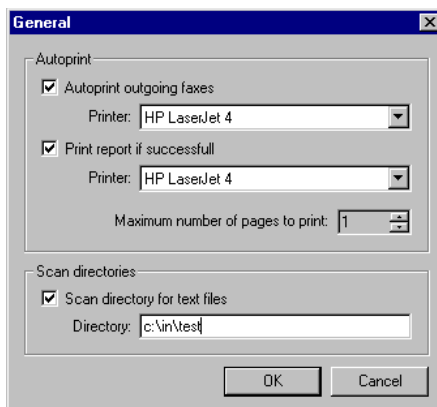 General
Autoprint
Autoprint outgoing faxes
Printer: HP LaserJet 4
Print report if successfull
Printer: HP LaserJet 4
Maximum number of pages to print: 1
Scan directories
Scan directory for text files
Directory: c:\in\test
OK Cancel